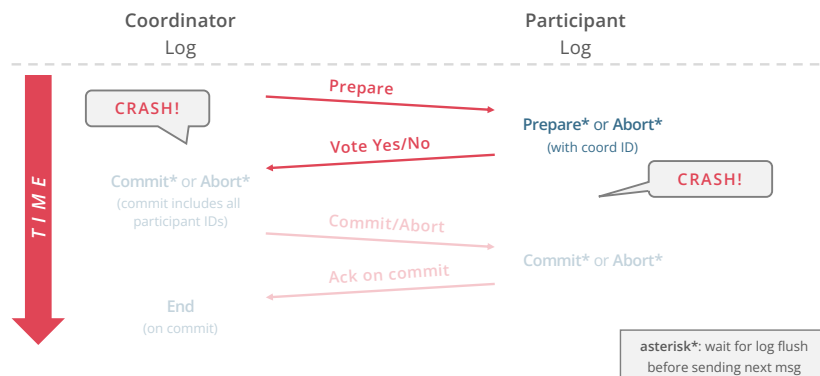 Coordinator
Log
Participant
Log
TIME
Prepare
CRASH!
Prepare* or Abort*
(with coord ID)
Vote Yes/No
CRASH!
Commit* or Abort*
(commit includes all
participant IDs)
Commit/Abort
Commit* or Abort*
Ack on commit
End
(on commit)
asterisk*: wait for log flush
before sending next msg